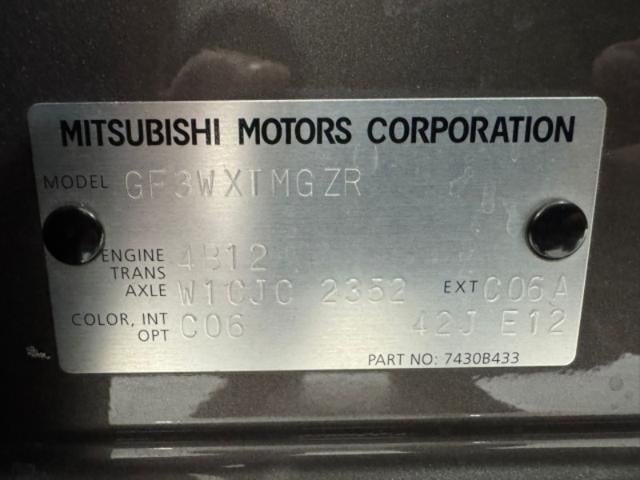 MITSUBISHI MOTORS CORPORATION
MODEL GF3WXTMGZR
ENGINE 4B12
TRANS AXLE W1CJC 2352 EXT C06A
COLOR, INT OPT C06 42J E12
PART NO: 7430B433